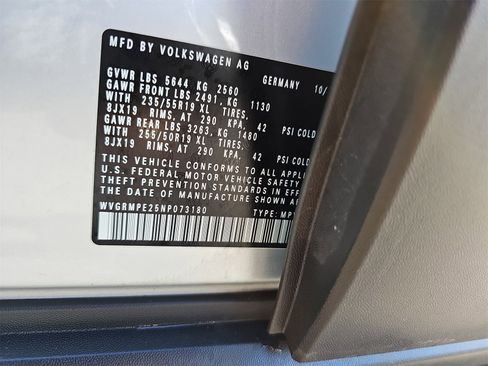 MFD BY VOLKSWAGEN AG
GERMANY 10/
GVWR LBS 5644 KG 2560
GAWR FRONT LBS 2491, KG 1130
WITH 235/55R19 XL TIRES,
8JX19 RIMS, AT 290 KPA, 42 PSI COLD
GAWR REAR LBS 3263, KG 1480
WITH 255/50R19 XL TIRES,
8JX19 RIMS, AT 290 KPA, 42 PSI COLD
THIS VEHICLE CONFORMS TO ALL APPLIC
U.S. FEDERAL MOTOR VEHICLE SAFETY
THEFT PREVENTION STANDARDS IN EFF
THE DATE OF MANUFACTURE SHOWN AB
WVGRMPE25NP073180 TYPE: MP